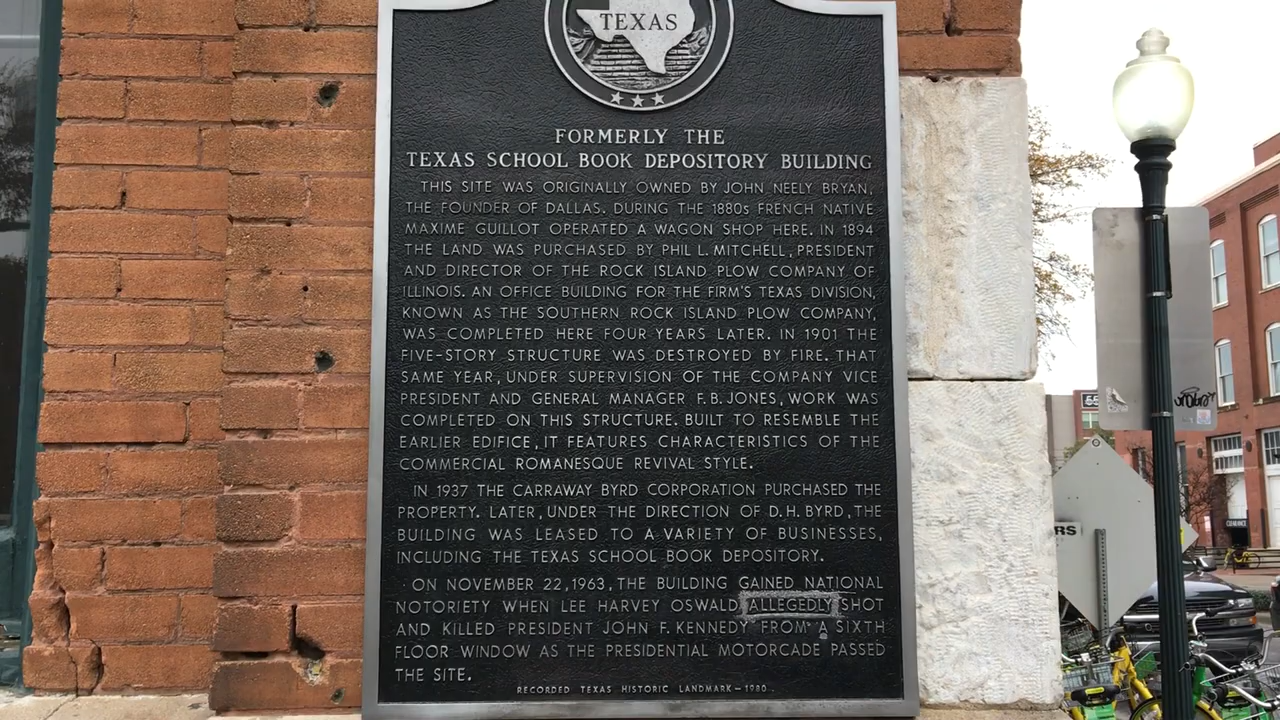 TEXAS
FORMERLY THE
TEXAS SCHOOL BOOK DEPOSITORY BUILDING
THIS SITE WAS ORIGINALLY OWNED BY JOHN NEELY BRYAN,
THE FOUNDER OF DALLAS. DURING THE 1880s FRENCH NATIVE
MAXIME GUILLOT OPERATED A WAGON SHOP HERE. IN 1894
THE LAND WAS PURCHASED BY PHIL L. MITCHELL, PRESIDENT
AND DIRECTOR OF THE ROCK ISLAND PLOW COMPANY OF
ILLINOIS. AN OFFICE BUILDING FOR THE FIRM'S TEXAS DIVISION,
KNOWN AS THE SOUTHERN ROCK ISLAND PLOW COMPANY,
WAS COMPLETED HERE FOUR YEARS LATER. IN 1901 THE
FIVE-STORY STRUCTURE WAS DESTROYED BY FIRE. THAT
SAME YEAR, UNDER SUPERVISION OF THE COMPANY VICE
PRESIDENT AND GENERAL MANAGER F.B. JONES, WORK WAS
COMPLETED ON THIS STRUCTURE. BUILT TO RESEMBLE THE
EARLIER EDIFICE, IT FEATURES CHARACTERISTICS OF THE
COMMERCIAL ROMANESQUE REVIVAL STYLE.
IN 1937 THE CARRAWAY BYRD CORPORATION PURCHASED THE
PROPERTY. LATER, UNDER THE DIRECTION OF D.H. BYRD, THE
BUILDING WAS LEASED TO A VARIETY OF BUSINESSES,
NCLUDING THE TEXAS SCHOOL BOOK DEPOSITORY.
ON NOVEMBER 22, 1963, THE BUILDING GAINED NATIONAL
NOTORIETY WHEN LEE HARVEY OSWALD ALLEGEDLY SHOT
AND KILLED PRESIDENT JOHN F. KENNEDY FROM A SIXTH
FLOOR WINDOW AS THE PRESIDENTIAL MOTORCADE PASSED
THE SITE.
RECORDED TEXAS HISTORIC LANDMARK — 1980
RS